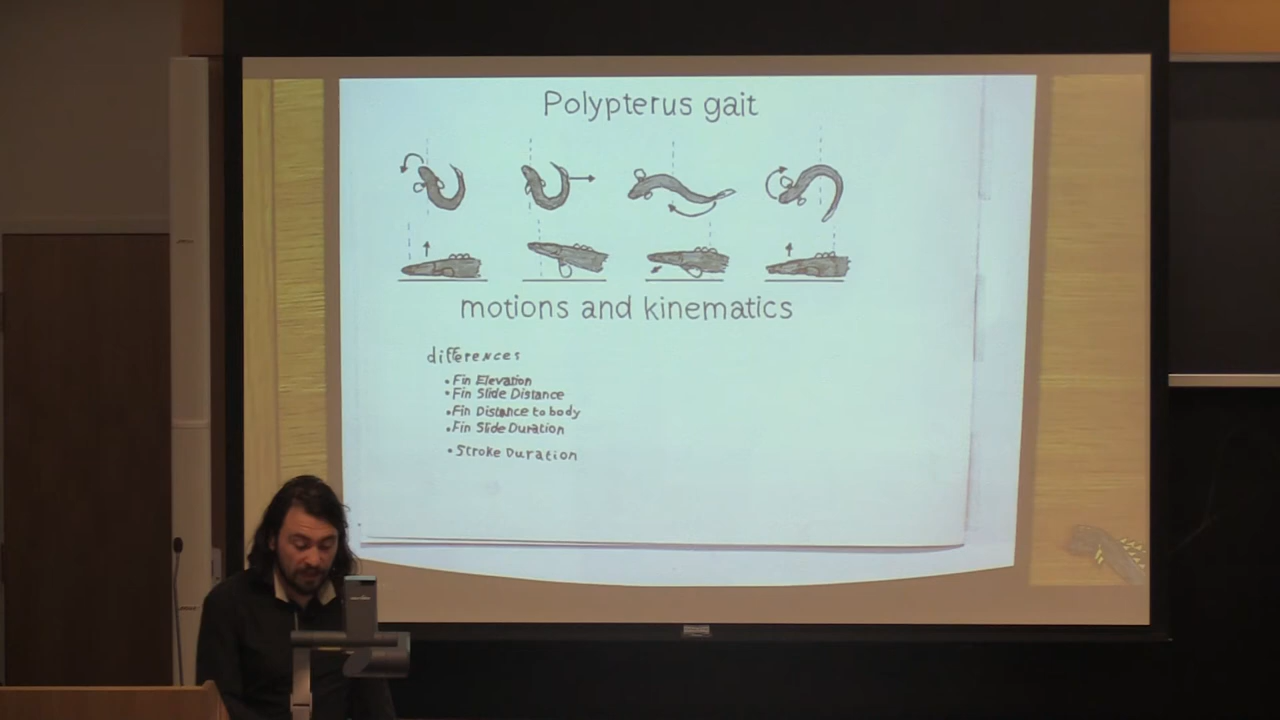 Polypterus gait
motions and kinematics
differences
• Fin Elevation
• Fin Slide Distance
• Fin Distance to body
• Fin Slide Duration
• Stroke Duration